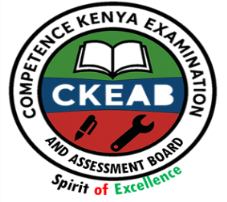 COMPETENCE KENYA EXAMINATION
CKEAB
AND ASSESSMENT BOARD
Spirit of Excellence